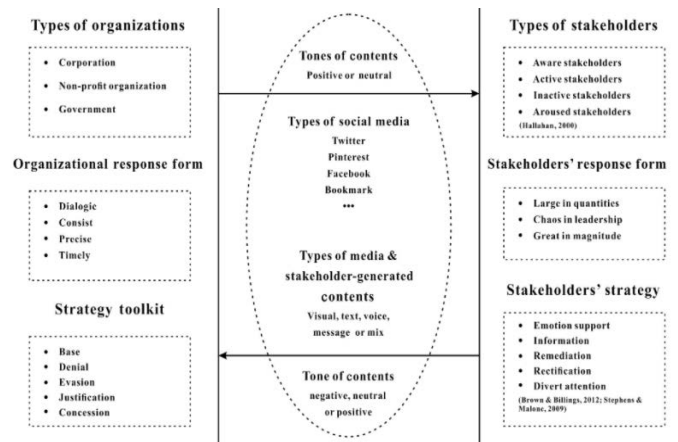 Types of organizations
• Corporation
• Non-profit organization
• Government
Organizational response form
• Dialogic
• Consist
• Precise
• Timely
Strategy toolkit
• Base
• Denial
• Evasion
• Justification
• Concession
Tones of contents
Positive or neutral
Types of social media
Twitter
Pinterest
Facebook
Bookmark
•••
Types of media &
stakeholder-generated
contents
Visual, text, voice,
message or mix
Tone of contents
negative, neutral
or positive
Types of stakeholders
• Aware stakeholders
• Active stakeholders
• Inactive stakeholders
• Aroused stakeholders
(Hallahan, 2000)
Stakeholders' response form
• Large in quantities
• Chaos in leadership
• Great in magnitude
Stakeholders' strategy
• Emotion support
• Information
• Remediation
• Rectification
• Divert attention
(Brown & Billings, 2012; Stephens &
Malone, 2009)